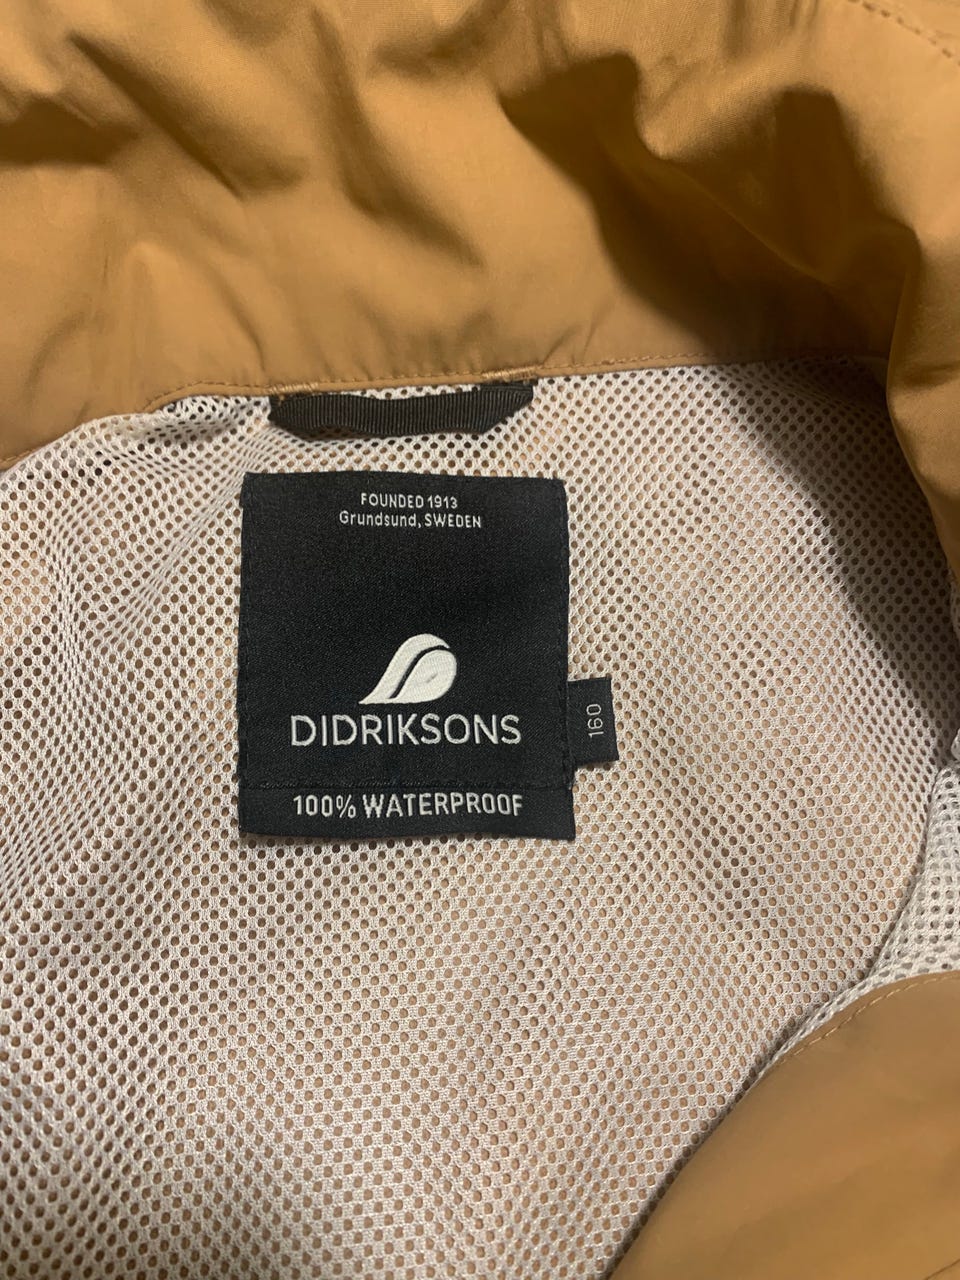 FOUNDED 1913
Grundsund, SWEDEN
DIDRIKSONS
100% WATERPROOF
160